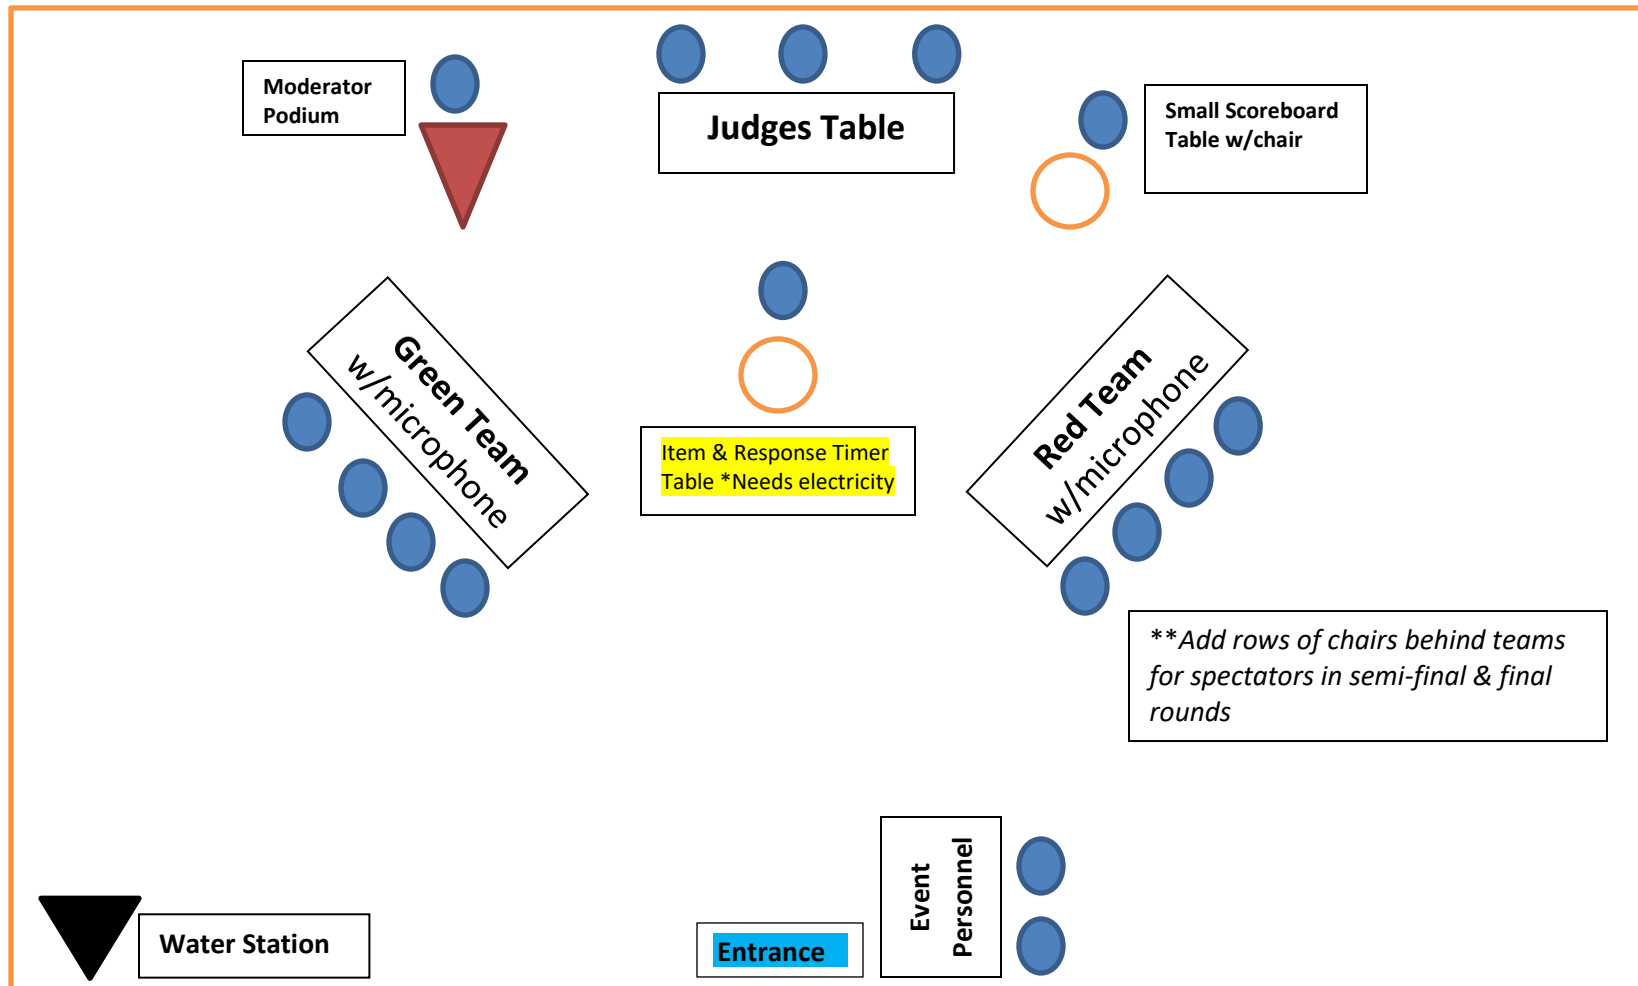 Moderator
Podium
Judges Table
Small Scoreboard
Table w/chair
Green Team
w/microphone
Item & Response Timer
Table *Needs electricity
Red Team
w/microphone
**Add rows of chairs behind teams
for spectators in semi-final & final
rounds
Event
Personnel
Water Station
Entrance